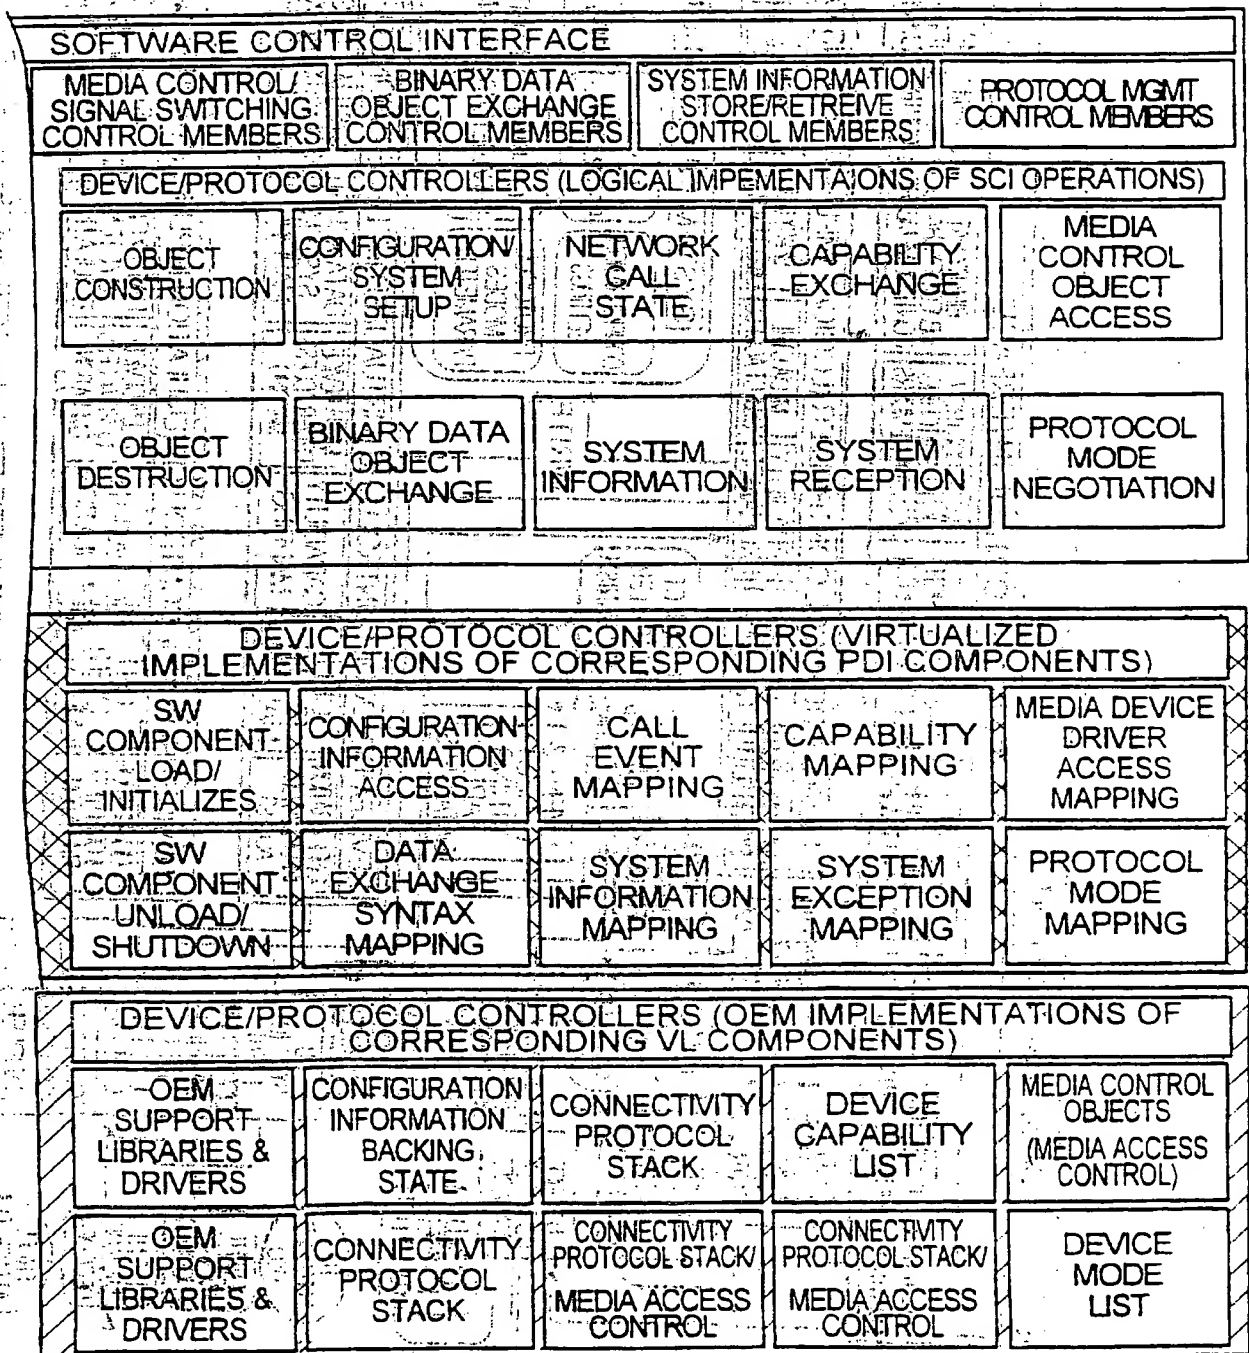 SOFTWARE CONTROL INTERFACE
MEDIA CONTROL/
SIGNAL SWITCHING
CONTROL MEMBERS
BINARY DATA
OBJECT EXCHANGE
CONTROL MEMBERS
SYSTEM INFORMATION
STORE/RETREIVE
CONTROL MEMBERS
PROTOCOL MGMT
CONTROL MEMBERS
DEVICE/PROTOCOL CONTROLLERS (LOGICAL IMPEMENTAIONS OF SCI OPERATIONS)
OBJECT
CONSTRUCTION
CONFIGURATION/
SYSTEM
SETUP
NETWORK
CALL
STATE
CAPABILITY
EXCHANGE
MEDIA
CONTROL
OBJECT
ACCESS
OBJECT
DESTRUCTION
BINARY DATA
OBJECT
EXCHANGE
SYSTEM
INFORMATION
SYSTEM
RECEPTION
PROTOCOL
MODE
NEGOTIATION
DEVICE/PROTOCOL CONTROLLERS (VIRTUALIZED
IMPLEMENTATIONS OF CORRESPONDING PDI COMPONENTS)
SW
COMPONENT
LOAD/
INITIALIZES
CONFIGURATION
INFORMATION
ACCESS
CALL
EVENT
MAPPING
CAPABILITY
MAPPING
MEDIA DEVICE
DRIVER
ACCESS
MAPPING
SW
COMPONENT
UNLOAD/
SHUTDOWN
DATA
EXCHANGE
SYNTAX
MAPPING
SYSTEM
INFORMATION
MAPPING
SYSTEM
EXCEPTION
MAPPING
PROTOCOL
MODE
MAPPING
DEVICE/PROTOCOL CONTROLLERS (OEM IMPLEMENTATIONS OF
CORRESPONDING VL COMPONENTS)
OEM
SUPPORT
LIBRARIES &
DRIVERS
CONFIGURATION
INFORMATION
BACKING
STATE
CONNECTIVITY
PROTOCOL
STACK
DEVICE
CAPABILITY
LIST
MEDIA CONTROL
OBJECTS
(MEDIA ACCESS
CONTROL)
OEM
SUPPORT
LIBRARIES &
DRIVERS
CONNECTIVITY
PROTOCOL
STACK
CONNECTIVITY
PROTOCOL STACK/
MEDIA ACCESS
CONTROL
CONNECTIVITY
PROTOCOL STACK/
MEDIA ACCESS
CONTROL
DEVICE
MODE
LIST